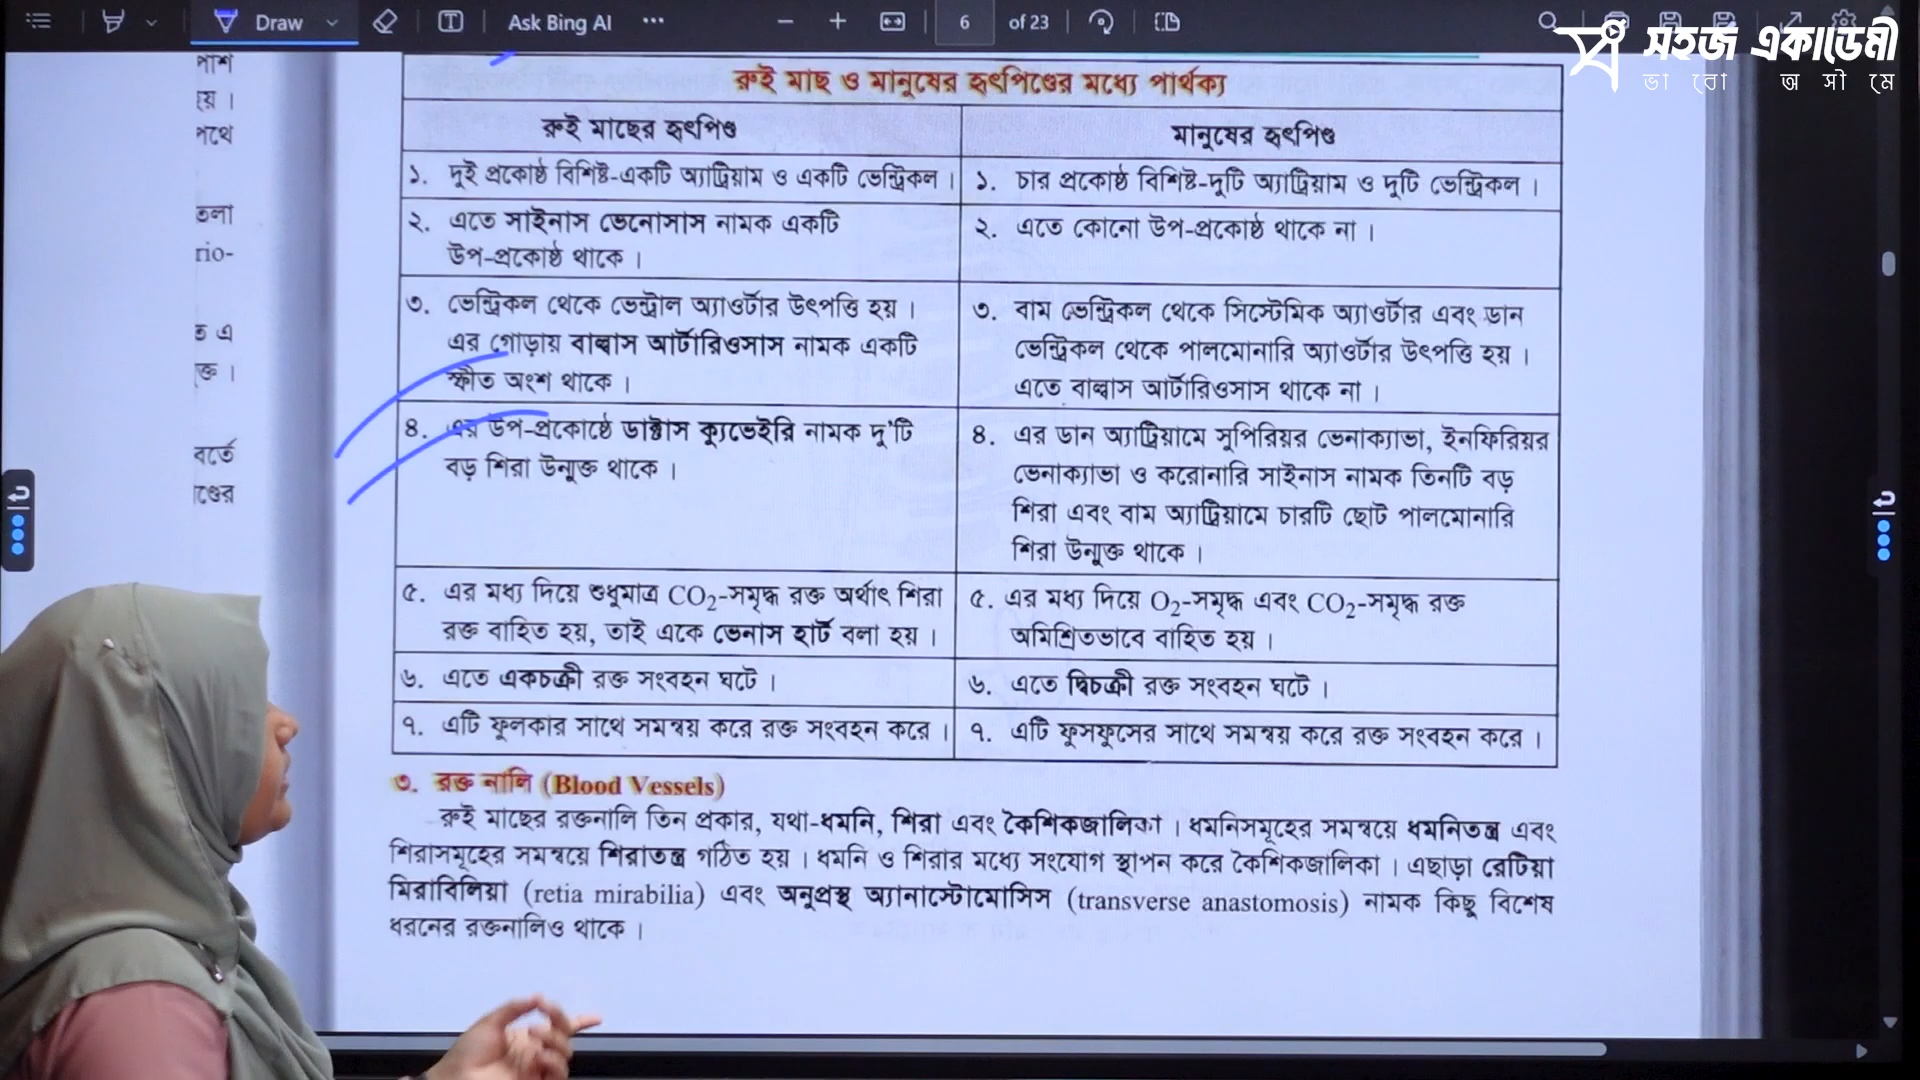 Draw
Ask Bing AI
6 of 23
সহজ একাডেমী
ভা বো অ সী মে
পাশ
হয় ।
পথে
তলা
rio-
ত এ
বর্তে
ণ্ডের
রুই মাছ ও মানুষের হৃৎপিণ্ডের মধ্যে পার্থক্য
রুই মাছের হৃৎপিণ্ড
মানুষের হৃৎপিণ্ড
১. দুই প্রকোষ্ঠ বিশিষ্ট-একটি অ্যাট্রিয়াম ও একটি ভেন্ট্রিকল ।
১. চার প্রকোষ্ঠ বিশিষ্ট-দুটি অ্যাট্রিয়াম ও দুটি ভেন্ট্রিকল ।
২. এতে সাইনাস ভেনোসাস নামক একটি
উপ-প্রকোষ্ঠ থাকে ।
২. এতে কোনো উপ-প্রকোষ্ঠ থাকে না ।
৩. ভেন্ট্রিকল থেকে ভেন্ট্রাল অ্যাওর্টার উৎপত্তি হয় ।
এর গোড়ায় বাল্বাস আর্টারিওসাস নামক একটি
স্ফীত অংশ থাকে ।
৩. বাম ভেন্ট্রিকল থেকে সিস্টেমিক অ্যাওর্টার এবং ডান
ভেন্ট্রিকল থেকে পালমোনারি অ্যাওর্টার উৎপত্তি হয় ।
এতে বাল্বাস আর্টারিওসাস থাকে না ।
৪. এর উপ-প্রকোষ্ঠে ডাক্টাস ক্যুভেইরি নামক দু'টি
বড় শিরা উন্মুক্ত থাকে ।
৪. এর ডান অ্যাট্রিয়ামে সুপিরিয়র ভেনাক্যাভা, ইনফিরিয়র
ভেনাক্যাভা ও করোনারি সাইনাস নামক তিনটি বড়
শিরা এবং বাম অ্যাট্রিয়ামে চারটি ছোট পালমোনারি
শিরা উন্মুক্ত থাকে ।
৫. এর মধ্য দিয়ে শুধুমাত্র CO₂-সমৃদ্ধ রক্ত অর্থাৎ শিরা
রক্ত বাহিত হয়, তাই একে ভেনাস হার্ট বলা হয় ।
৫. এর মধ্য দিয়ে O₂-সমৃদ্ধ এবং CO₂-সমৃদ্ধ রক্ত
অমিশ্রিতভাবে বাহিত হয় ।
৬. এতে একচক্রী রক্ত সংবহন ঘটে ।
৬. এতে দ্বিচক্রী রক্ত সংবহন ঘটে ।
৭. এটি ফুলকার সাথে সমন্বয় করে রক্ত সংবহন করে ।
৭. এটি ফুসফুসের সাথে সমন্বয় করে রক্ত সংবহন করে ।
৩. রক্ত নালি (Blood Vessels)
রুই মাছের রক্তনালি তিন প্রকার, যথা-ধমনি, শিরা এবং কৈশিকজালিকা । ধমনিসমূহের সমন্বয়ে ধমনিতন্ত্র এবং
শিরাসমূহের সমন্বয়ে শিরাতন্ত্র গঠিত হয় । ধমনি ও শিরার মধ্যে সংযোগ স্থাপন করে কৈশিকজালিকা । এছাড়া রেটিয়া
মিরাবিলিয়া (retia mirabilia) এবং অনুপ্রস্থ অ্যানাস্টোমোসিস (transverse anastomosis) নামক কিছু বিশেষ
ধরনের রক্তনালিও থাকে ।